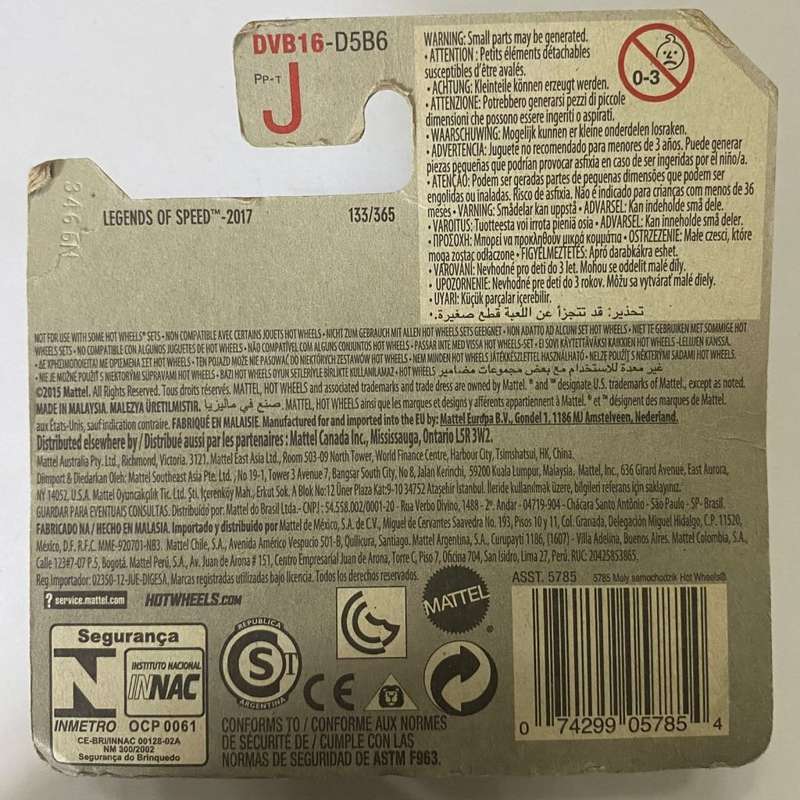 DVB16-D5B6
PP-T
J
WARNING: Small parts may be generated.
• ATTENTION : Petits éléments détachables
susceptibles d'être avalés.
• ACHTUNG: Kleinteile können erzeugt werden.
• ATTENZIONE: Potrebbero generarsi pezzi di piccole
dimensioni che possono essere ingeriti o aspirati.
• WAARSCHUWING: Mogelijk kunnen er kleine onderdelen losraken.
• ADVERTENCIA: Juguete no recomendado para menores de 3 años. Puede generar
piezas pequeñas que podrían provocar asfixia en caso de ser ingeridas por el niño/a.
• ATENÇÃO: Podem ser geradas partes de pequenas dimensões que podem ser
engolidas ou inaladas. Risco de asfixia. Não é indicado para crianças com menos de 36
meses • VARNING: Smådelar kan uppstå • ADVARSEL: Kan indeholde små dele.
• VAROITUS: Tuotteesta voi irrota pieniä osia • ADVARSEL: Kan inneholde små deler.
• ΠΡΟΣΟΧΗ: Μπορεί να προκληθούν μικρά κομμάτια • OSTRZEŻENIE: Małe części, które
mogą zostać odłączone • FIGYELMEZTETÉS: Apró darabkákra eshet.
• VAROVÁNÍ: Nevhodné pro děti do 3 let. Mohou se oddělit malé díly.
• UPOZORNENIE: Nevhodné pre deti do 3 rokov. Môžu sa vytvárať malé diely.
• UYARI: Küçük parçalar içerebilir.
• تحذير: قد تتجزأ عن اللعبة قطع صغيرة.
0-3
LEGENDS OF SPEED™-2017 133/365
NOT FOR USE WITH SOME HOT WHEELS® SETS • NON COMPATIBLE AVEC CERTAINS JOUETS HOT WHEELS • NICHT ZUM GEBRAUCH MIT ALLEN HOT WHEELS SETS GEEIGNET • NON ADATTO AD ALCUNI SET HOT WHEELS • NIET TE GEBRUIKEN MET SOMMIGE HOT
WHEELS SETS • NO COMPATIBLE CON ALGUNOS JUGUETES DE HOT WHEELS • NÃO COMPATÍVEL COM ALGUNS CONJUNTOS HOT WHEELS • PASSAR INTE MED VISSA HOT WHEELS-SET • EI SOVI KÄYTETTÄVÄKSI KAIKKIEN HOT WHEELS -LELUJEN KANSSA.
• ΔΕ ΧΡΗΣΙΜΟΠΟΙΕΙΤΑΙ ΜΕ ΟΡΙΣΜΕΝΑ ΣΕΤ HOT WHEELS • TEN POJAZD MOŻE NIE PASOWAĆ DO NIEKTÓRYCH ZESTAWÓW HOT WHEELS • NEM MINDEN HOT WHEELS JÁTÉKKÉSZLETTEL HASZNÁLHATÓ • NELZE POUŽÍT S NĚKTERÝMI SADAMI HOT WHEELS.
• NIE JE MOŽNÉ POUŽIŤ S NIEKTORÝMI SÚPRAVAMI HOT WHEELS • BAZI HOT WHEELS OYUN SETLERİYLE BİRLİKTE KULLANILAMAZ • HOT WHEELS غير معدة للاستخدام مع بعض مجموعات مضامير
©2015 Mattel. All Rights Reserved. Tous droits réservés. MATTEL, HOT WHEELS and associated trademarks and trade dress are owned by Mattel. ® and ™ designate U.S. trademarks of Mattel, except as noted.
MADE IN MALAYSIA. MALEZYA ÜRETILMISTIR. صنع في ماليزيا. MATTEL, HOT WHEELS ainsi que les marques et designs y afférents appartiennent à Mattel. ® et ™ désignent des marques de Mattel.
aux États-Unis, sauf indication contraire. FABRIQUÉ EN MALAISIE. Manufactured for and imported into the EU by: Mattel Europa B.V., Gondel 1, 1186 MJ Amstelveen, Nederland.
Distributed elsewhere by / Distribué aussi par les partenaires : Mattel Canada Inc., Mississauga, Ontario L5R 3W2.
Mattel Australia Pty. Ltd., Richmond, Victoria. 3121. Mattel East Asia Ltd., Room 503-09 North Tower, World Finance Centre, Harbour City, Tsimshatsui, HK, China.
Diimport & Diedarkan Oleh: Mattel Southeast Asia Pte. Ltd., No 19-1, Tower 3 Avenue 7, Bangsar South City, No 8, Jalan Kerinchi, 59200 Kuala Lumpur, Malaysia. Mattel, Inc., 636 Girard Avenue, East Aurora,
NY 14052, U.S.A. Mattel Oyuncakçılık Tic. Ltd. Şti. İçerenköy Mah., Erkut Sok. A Blok No:12 Üner Plaza Kat:9-10 34752 Ataşehir İstanbul. İleride kullanılmak üzere, bilgileri referans için saklayınız.
GUARDAR PARA EVENTUAIS CONSULTAS. Distribuído por: Mattel do Brasil Ltda. - CNPJ : 54.558.002/0001-20 - Rua Verbo Divino, 1488 - 2º. Andar - 04719-904 - Chácara Santo Antônio - São Paulo - SP- Brasil.
FABRICADO NA/ HECHO EN MALASIA. Importado y distribuido por Mattel de México, S.A. de C.V., Miguel de Cervantes Saavedra No. 193, Pisos 10 y 11, Col. Granada, Delegación Miguel Hidalgo, C.P. 11520,
México, D.F. R.F.C. MME-920701-NB3. Mattel Chile, S.A., Avenida Américo Vespucio 501-B, Quilicura, Santiago. Mattel Argentina, S.A., Curupaytí 1186, (1607) - Villa Adelina, Buenos Aires. Mattel Colombia, S.A.,
Calle 123#7-07 P.5, Bogotá. Mattel Perú, S.A., Av. Juan de Arona # 151, Centro Empresarial Juan de Arona, Torre C, Piso 7, Oficina 704, San Isidro, Lima 27, Perú. RUC: 20425853865.
Reg.Importador: 02350-12-JUE-DIGESA. Marcas registradas utilizadas bajo licencia. Todos los derechos reservados.
ASST. 5785 5785 Maly samochodzik Hot Wheels®
? service.mattel.com HOTWHEELS.COM
MATTEL
Segurança
N
INMETRO
INSTITUTO NACIONAL
INNAC
OCP 0061
CE-BRI/INNAC 00128-02A
NM 300/2002
Segurança do Brinquedo
REPUBLICA
S T
ARGENTINA
CE
CONFORMS TO / CONFORME AUX NORMES
DE SÉCURITÉ DE / CUMPLE CON LAS
NORMAS DE SEGURIDAD DE ASTM F963.
0 74299 05785 4